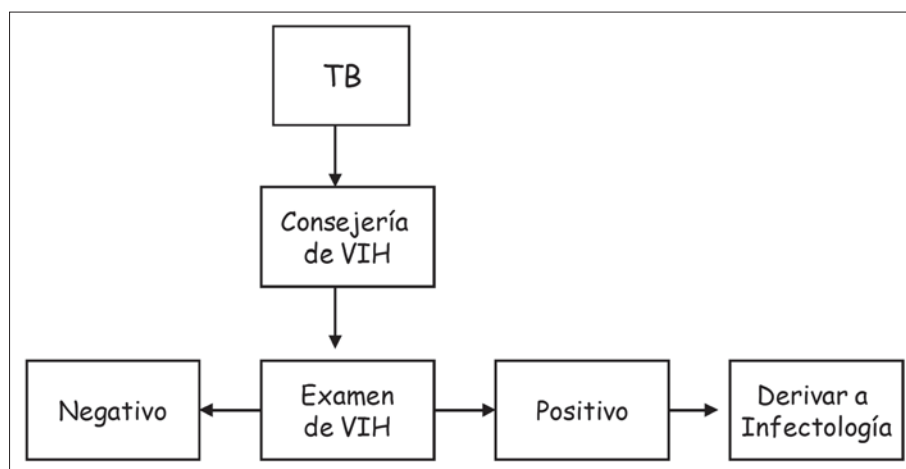 TB
Consejería
de VIH
Negativo
Examen
de VIH
Positivo
Derivar a
Infectología